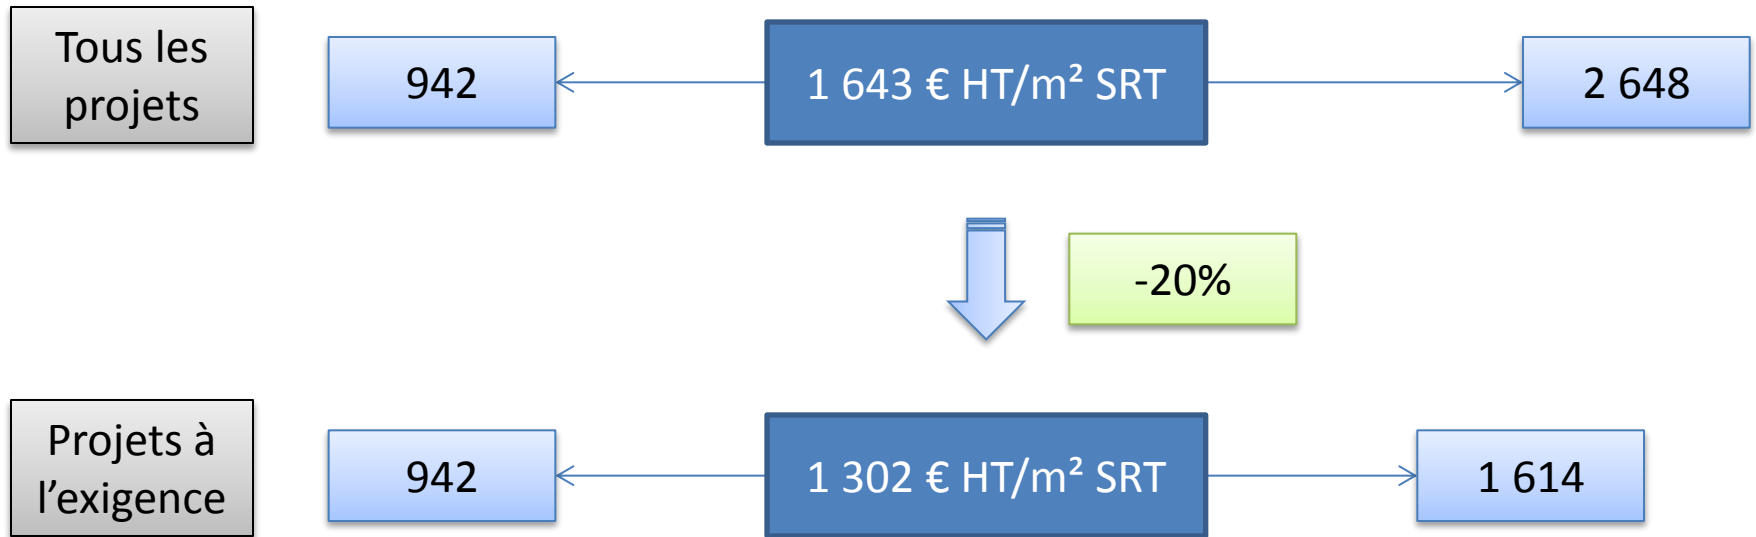 Tous les
projets
942
1 643 € HT/m² SRT
2 648
-20%
Projets à
l’exigence
942
1 302 € HT/m² SRT
1 614